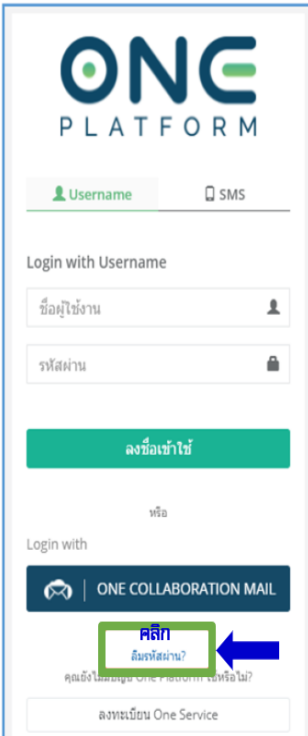 ONE
PLATFORM
Username
SMS
Login with Username
ชื่อผู้ใช้งาน
รหัสผ่าน
ลงชื่อเข้าใช้
หรือ
Login with
ONE COLLABORATION MAIL
คลิก
ลืมรหัสผ่าน?
คุณยังไม่มีบัญชี One Platform ใช่หรือไม่?
ลงทะเบียน One Service